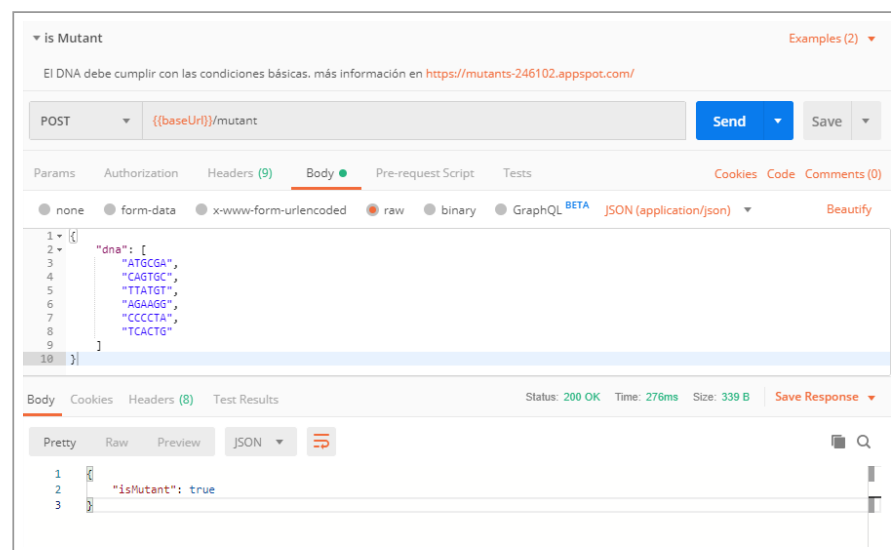 is Mutant Examples (2)
El DNA debe cumplir con las condiciones básicas. más información en https://mutants-246102.appspot.com/
POST {{baseUrl}}/mutant Send Save
Params Authorization Headers (9) Body Pre-request Script Tests Cookies Code Comments (0)
none form-data x-www-form-urlencoded raw binary GraphQL BETA JSON (application/json) Beautify
1 {
2 "dna": [
3 "ATGCGA",
4 "CAGTGC",
5 "TTATGT",
6 "AGAAGG",
7 "CCCCTA",
8 "TCACTG"
9 ]
10 }
Body Cookies Headers (8) Test Results Status: 200 OK Time: 276ms Size: 339 B Save Response
Pretty Raw Preview JSON
1 {
2 "isMutant": true
3 }